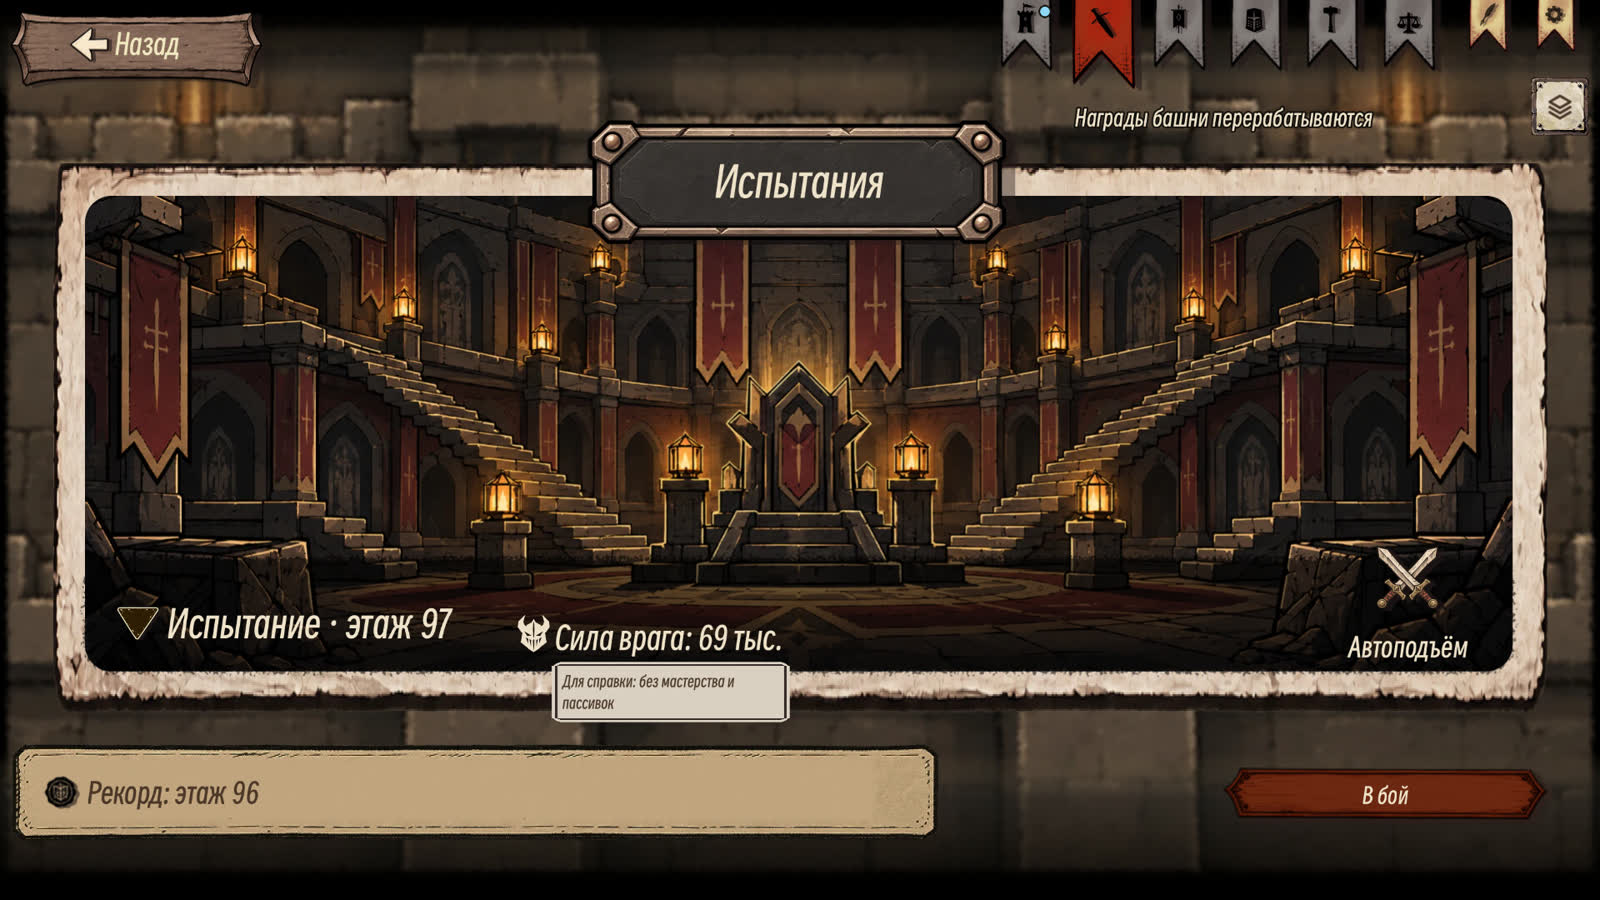 Назад
Награды башни перерабатываются
Испытания
Испытание · этаж 97
Сила врага: 69 тыс.
Для справки: без мастерства и
пассивок
Автоподъём
Рекорд: этаж 96
В бой